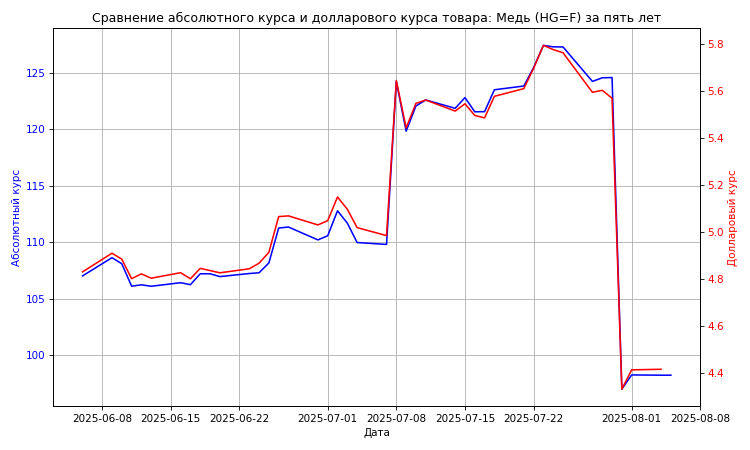 Сравнение абсолютного курса и долларового курса товара: Медь (HG=F) за пять лет
Абсолютный курс
125
120
115
110
105
100
5.8
5.6
5.4
5.2
5.0
4.8
4.6
4.4
Долларовый курс
2025-06-08 2025-06-15 2025-06-22 2025-07-01 2025-07-08 2025-07-15 2025-07-22 2025-08-01 2025-08-08
Дата